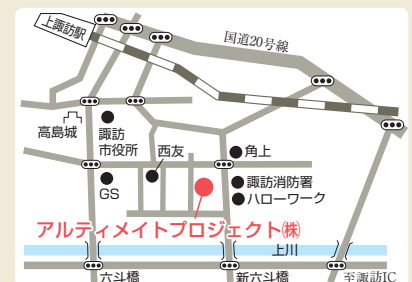 上諏訪駅
国道20号線
高島城
諏訪
市役所
西友
角上
GS
諏訪消防署
ハローワーク
アルティメイトプロジェクト㈱
上川
六斗橋
新六斗橋
至諏訪IC